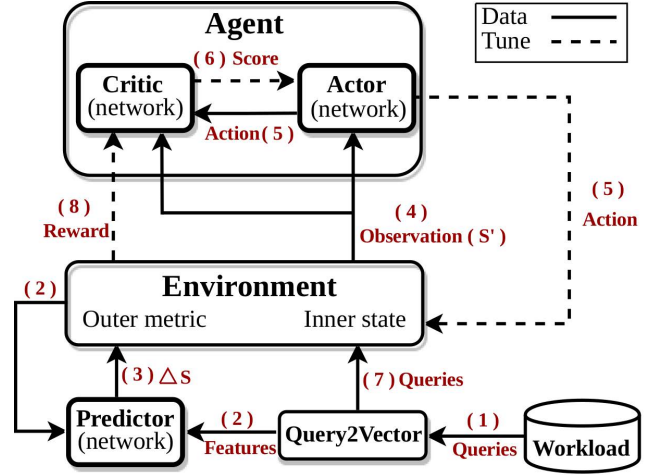 Agent
Data
Tune
( 6 ) Score
Critic
(network)
Actor
(network)
Action( 5 )
( 8 )
Reward
( 4 )
Observation ( S' )
( 5 )
Action
( 2 )
Environment
Outer metric
Inner state
( 3 ) △ S
( 7 ) Queries
Predictor
(network)
( 2 )
Features
Query2Vector
( 1 )
Queries
Workload